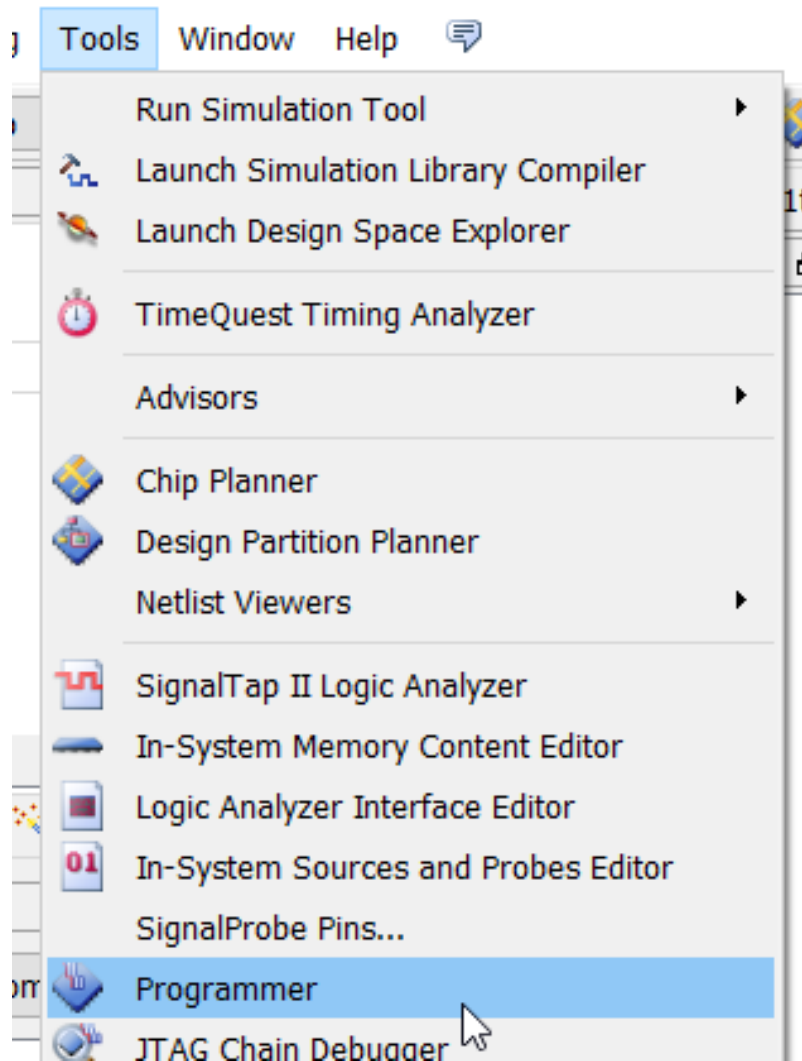 Tools Window Help
Run Simulation Tool
Launch Simulation Library Compiler
Launch Design Space Explorer
TimeQuest Timing Analyzer
Advisors
Chip Planner
Design Partition Planner
Netlist Viewers
SignalTap II Logic Analyzer
In-System Memory Content Editor
Logic Analyzer Interface Editor
01 In-System Sources and Probes Editor
SignalProbe Pins...
Programmer
JTAG Chain Debugger